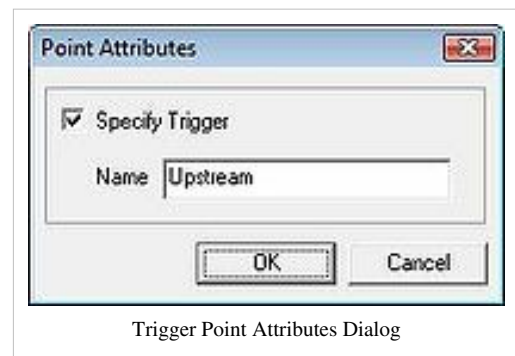 Point Attributes
Specify Trigger
Name Upstream
OK Cancel
Trigger Point Attributes Dialog